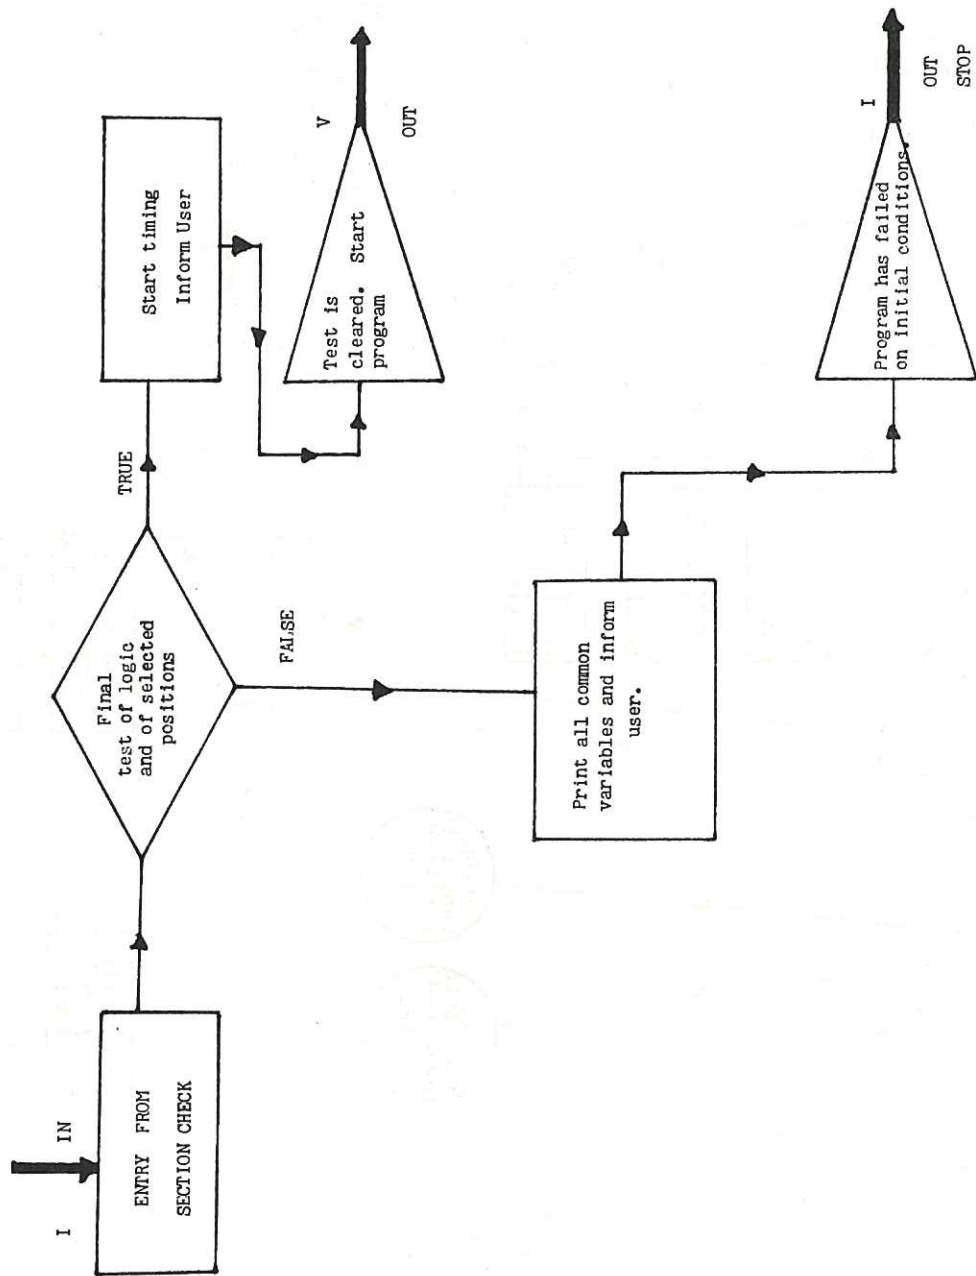 I IN
ENTRY FROM
SECTION CHECK
Final
test of logic
and of selected
positions
TRUE
Start timing
Inform User
Test is
cleared. Start
program
V
OUT
FALSE
Print all common
variables and inform
user.
Program has failed
on initial conditions.
I
OUT
STOP